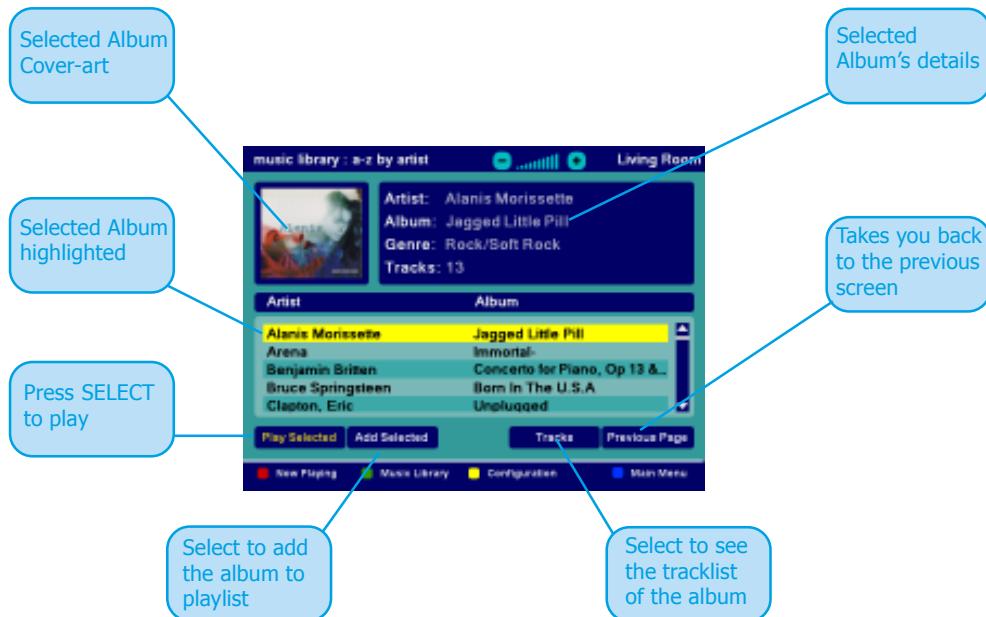 Selected Album
Cover-art
Selected
Album's details
music library : a-z by artist
Living Room
Artist: Alanis Morissette
Album: Jagged Little Pill
Genre: Rock/Soft Rock
Tracks: 13
Selected Album
highlighted
Takes you back
to the previous
screen
Artist Album
Alanis Morissette Jagged Little Pill
Arena Immortal-
Benjamin Britten Concerto for Piano, Op 13 &..
Bruce Springsteen Born In The U.S.A
Clapton, Eric Unplugged
Press SELECT
to play
Play Selected Add Selected Tracks Previous Page
Now Playing Music Library Configuration Main Menu
Select to add
the album to
playlist
Select to see
the tracklist
of the album